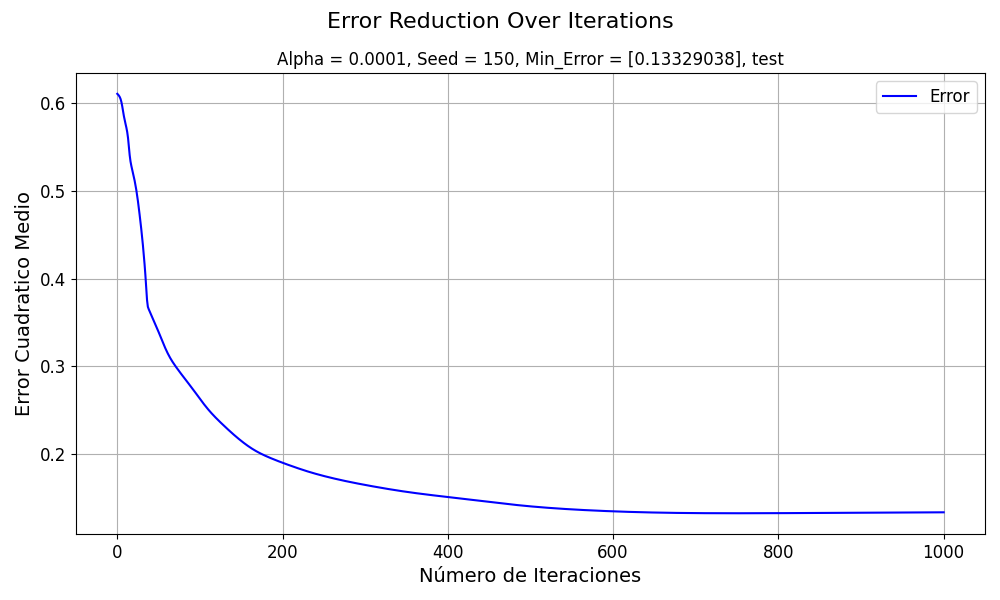 Error Reduction Over Iterations
Alpha = 0.0001, Seed = 150, Min_Error = [0.13329038], test
Error
0.6
0.5
0.4
0.3
0.2
Error Cuadratico Medio
0 200 400 600 800 1000
Número de Iteraciones